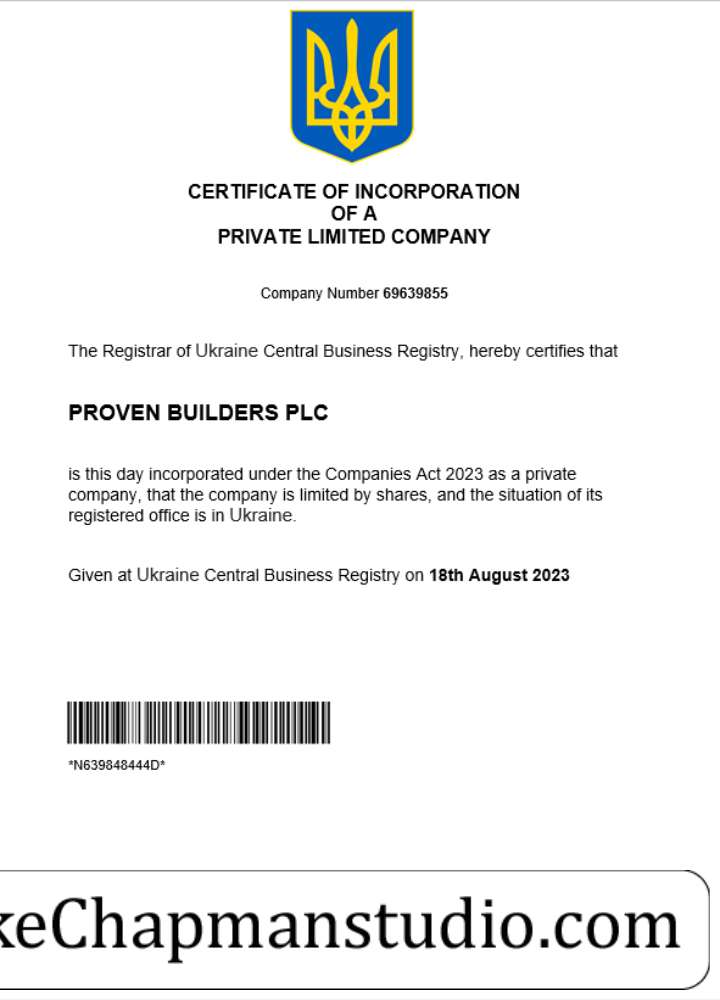 CERTIFICATE OF INCORPORATION
OF A
PRIVATE LIMITED COMPANY
Company Number 69639855
The Registrar of Ukraine Central Business Registry, hereby certifies that
PROVEN BUILDERS PLC
is this day incorporated under the Companies Act 2023 as a private
company, that the company is limited by shares, and the situation of its
registered office is in Ukraine.
Given at Ukraine Central Business Registry on 18th August 2023
*N639848444D*
keChapmanstudio.com